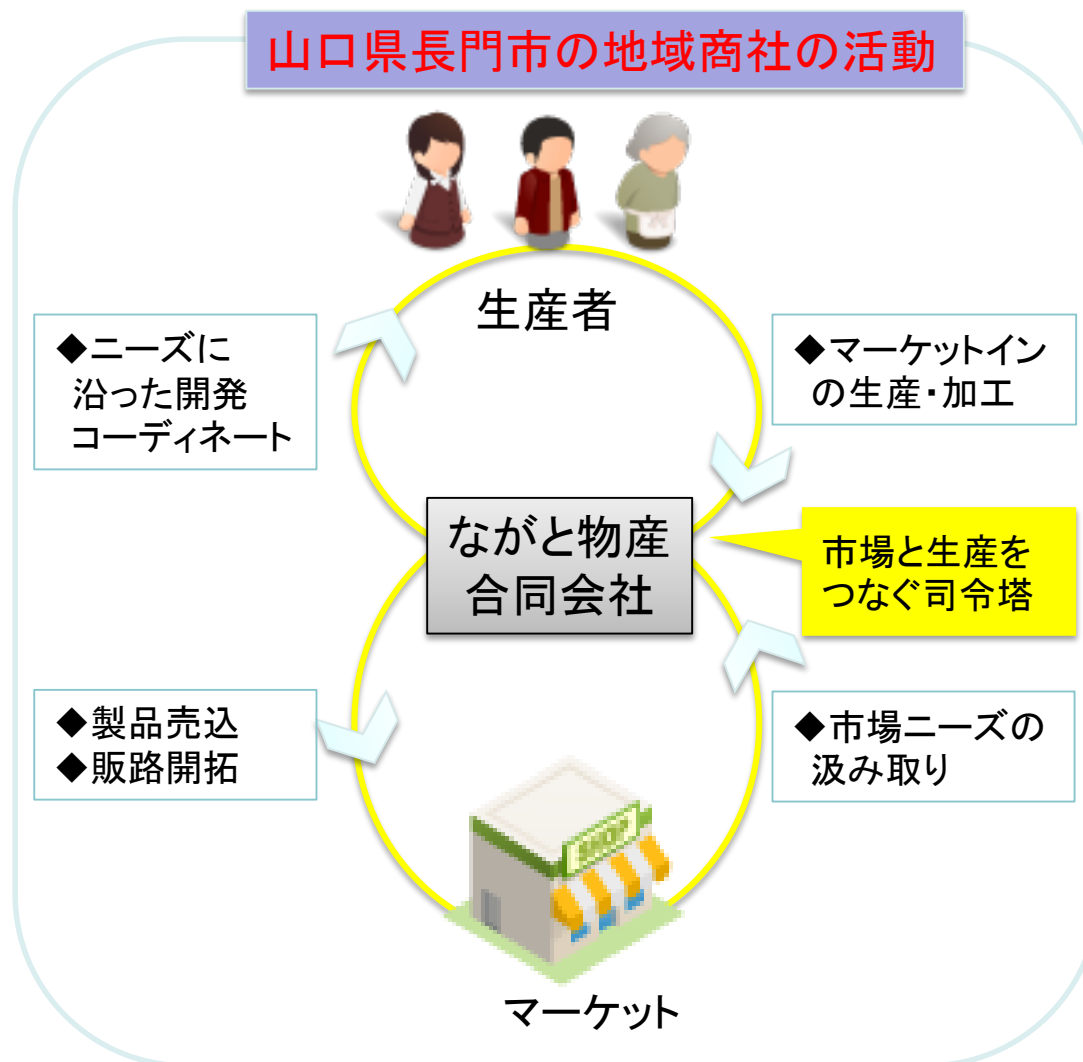 山口県長門市の地域商社の活動
生産者
◆ニーズに
沿った開発
コーディネート
◆マーケットイン
の生産・加工
ながと物産
合同会社
市場と生産を
つなぐ司令塔
◆製品売込
◆販路開拓
◆市場ニーズの
汲み取り
SHOP
マーケット